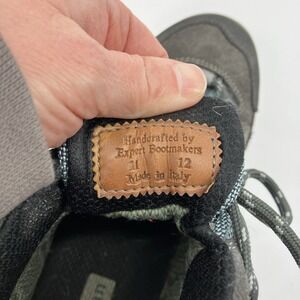 Handcrafted by
Expert Bootmakers
11 12
Made in Italy